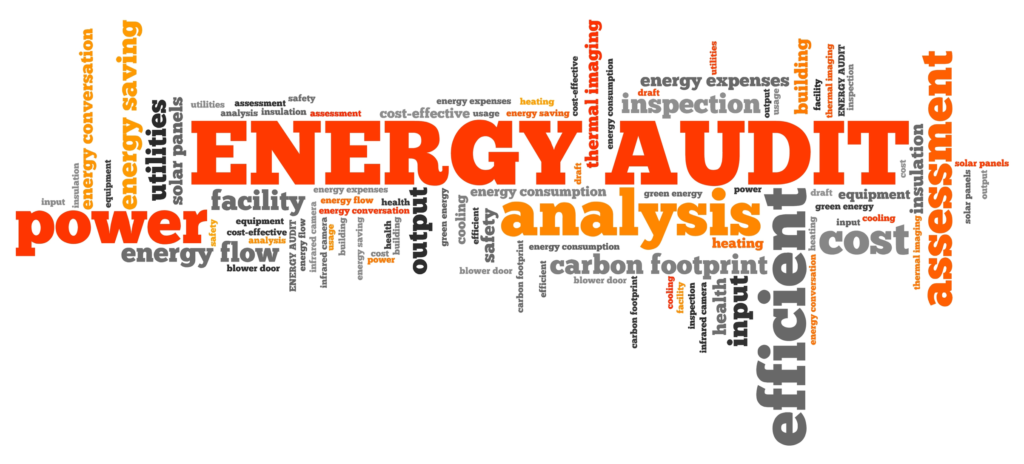 energy conversation
energy saving
utilities
solar panels
insulation
equipment
input
utilities
assessment
safety
analysis
insulation
assessment
cost-effective
usage
energy expenses
heating
energy saving
cost-effective
thermal imaging
energy consumption
draft
draft
utilities
energy expenses
inspection
output
usage
building
facility
thermal imaging
ENERGY AUDIT
inspection
assessment
ENERGY AUDIT
cost
insulation
solar panels
solar panels
output
power
safety
facility
energy flow
equipment
cost-effective
analysis
blower door
energy expenses
energy flow
health
energy conversation
ENERGY AUDIT
energy flow
infrared camera
infrared camera
usage
building
energy saving
health
building
cost
power
output
green energy
cooling
efficient
safety
energy consumption
analysis
green energy
power
energy consumption
heating
blower door
carbon footprint
efficient
carbon footprint
blower door
carbon footprint
cooling
facility
inspection
infrared camera
health
input
efficient
draft
equipment
green energy
heating
input
cooling
cost
energy conversation
thermal imaging